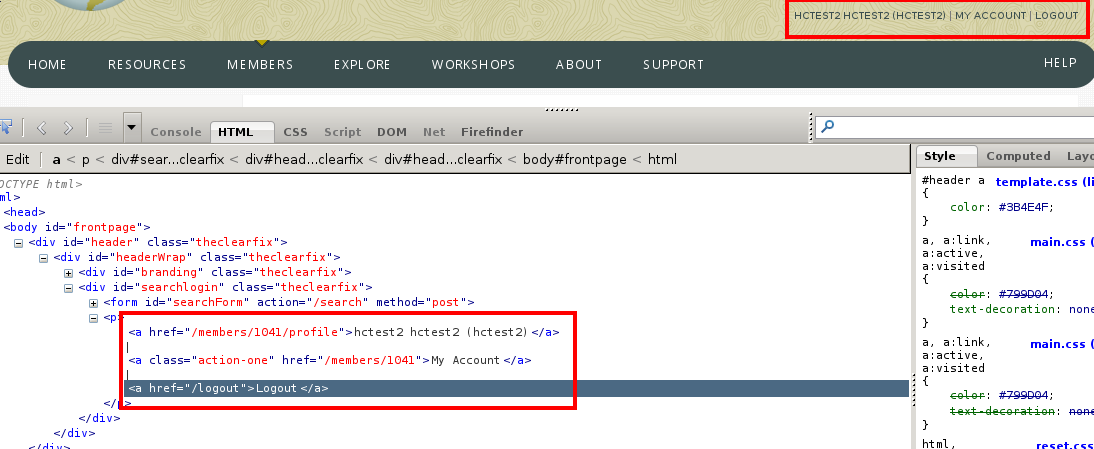 HCTEST2 HCTEST2 (HCTEST2) | MY ACCOUNT | LOGOUT
HOME RESOURCES MEMBERS EXPLORE WORKSHOPS ABOUT SUPPORT HELP
Console HTML CSS Script DOM Net Firefinder
Edit a < p < div#sear...clearfix < div#head...clearfix < div#head...clearfix < body#frontpage < html
OCTYPE html>
ml>
<head>
<body id="frontpage">
<div id="header" class="theclearfix">
<div id="headerWrap" class="theclearfix">
<div id="branding" class="theclearfix">
<div id="searchlogin" class="theclearfix">
<form id="searchForm" action="/search" method="post">
<p>
<a href="/members/1041/profile">hctest2 hctest2 (hctest2)</a>
|
<a class="action-one" href="/members/1041">My Account</a>
|
<a href="/logout">Logout</a>
</p>
</div>
</div>
</div>
Style Computed Layo
#header a template.css (li
{
color: #3B4E4F;
}
a, a:link, main.css (
a:active,
a:visited
{
color: #799D04;
text-decoration: none
}
a, a:link, main.css (
a:active,
a:visited
{
color: #799D04;
text-decoration: none
}
html, reset.css